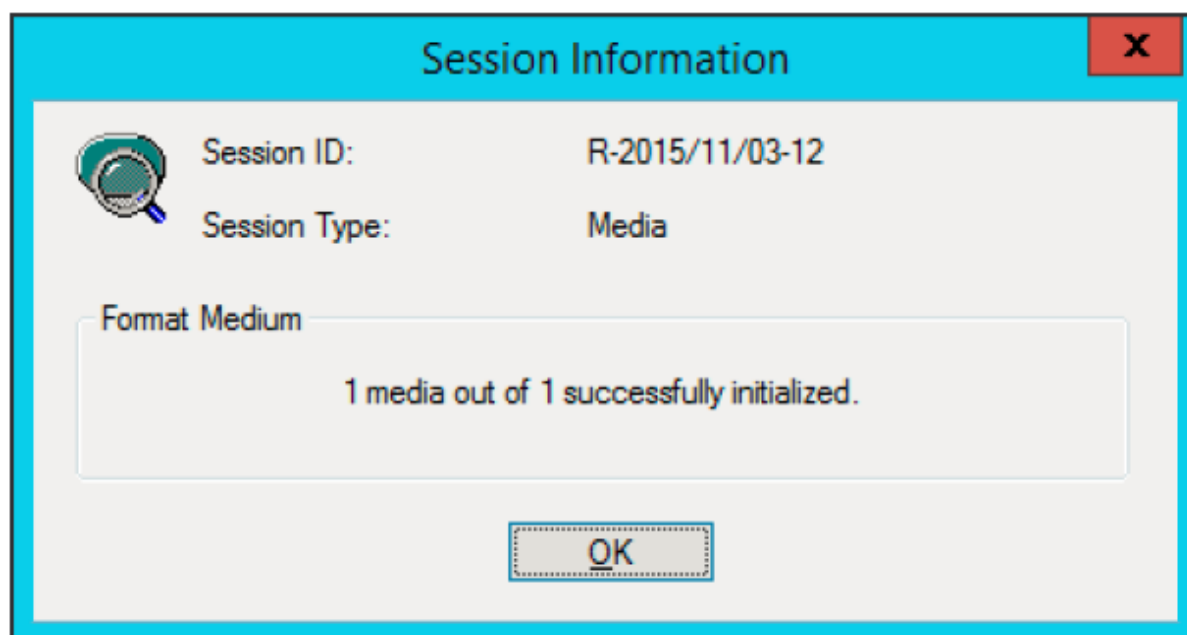 Session Information
x
Session ID: R-2015/11/03-12
Session Type: Media
Format Medium
1 media out of 1 successfully initialized.
OK